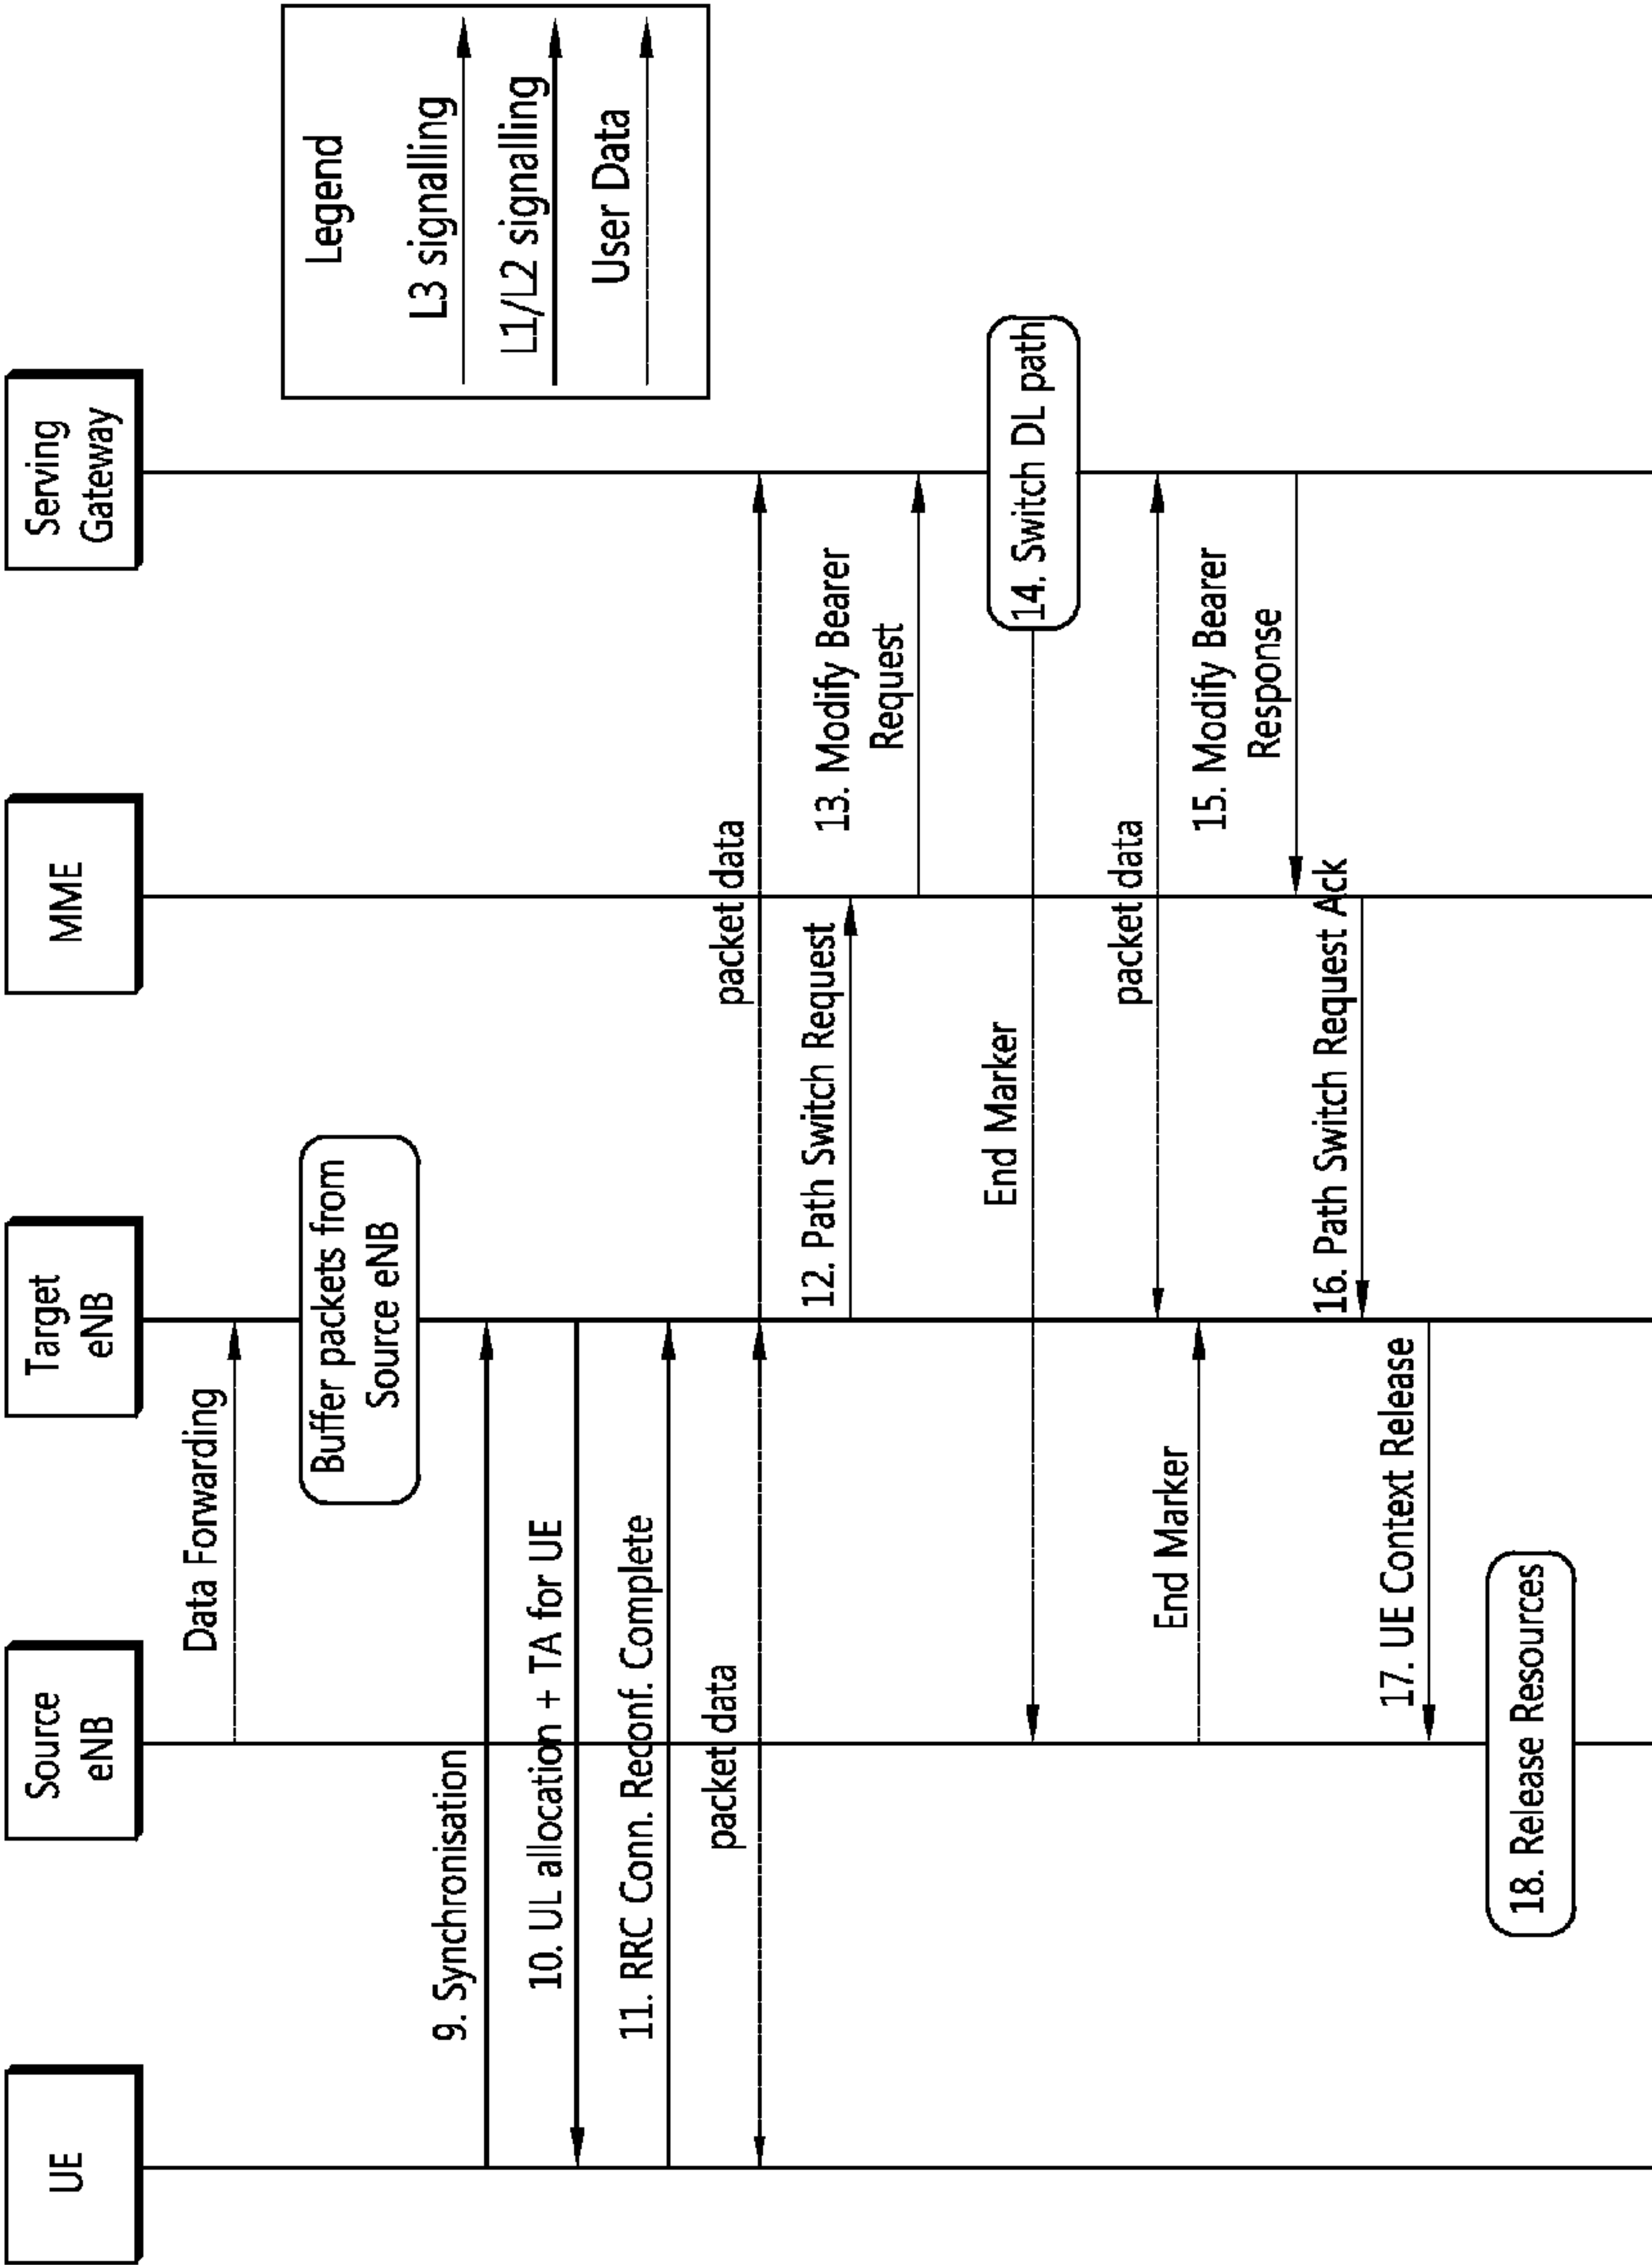 UE
Source
eNB
Target
eNB
MME
Serving
Gateway
Legend
L3 signalling
L1/L2 signalling
User Data
Data Forwarding
Buffer packets from
Source eNB
9. Synchronisation
10. UL allocation + TA for UE
11. RRC Conn. Reconf. Complete
packet data
packet data
12. Path Switch Request
13. Modify Bearer
Request
End Marker
14. Switch DL path
packet data
End Marker
15. Modify Bearer
Response
16. Path Switch Request Ack
17. UE Context Release
18. Release Resources